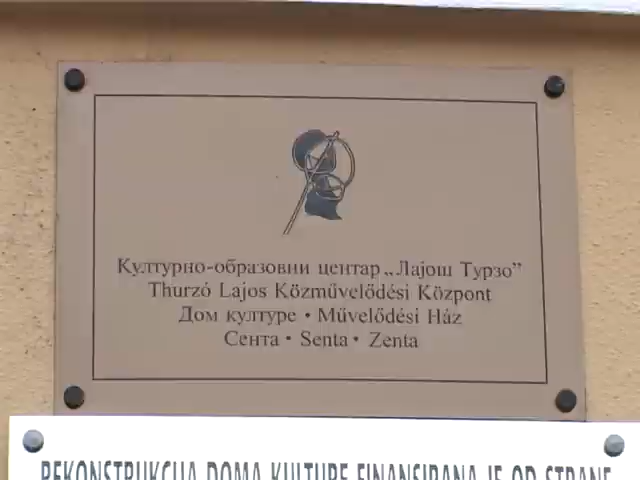 Културно-образовни центар „Лајош Турзо”
Thurzó Lajos Közművelődési Központ
Дом културе • Művelődési Ház
Сента • Senta • Zenta
REKONSTRUKCIJA DOMA KULTURE FINANSIRANA JE OD STRANE